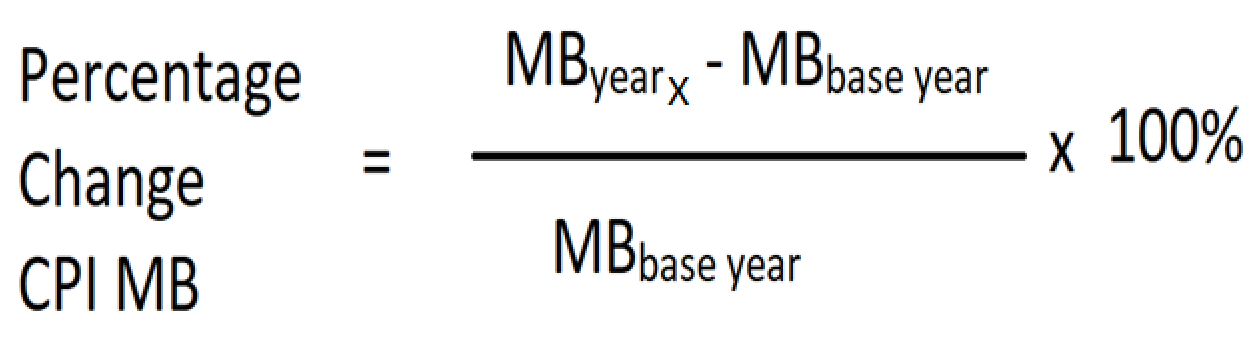 Percentage
Change
CPI MB
=
MByearx - MBbase year
MBbase year
x 100%